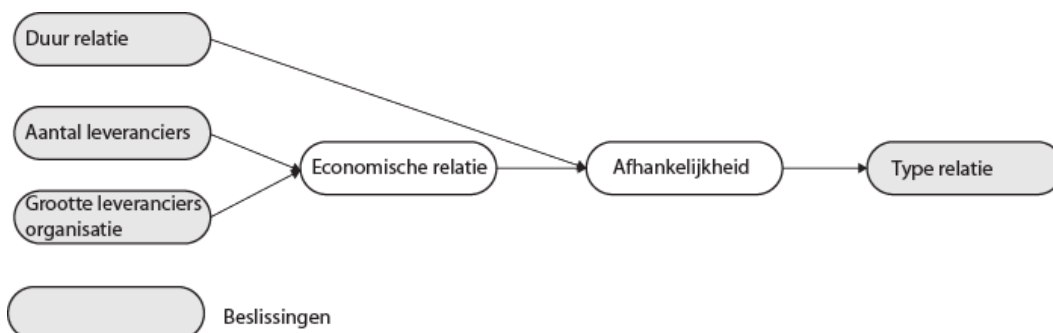 Duur relatie
Aantal leveranciers
Economische relatie
Afhankelijkheid
Type relatie
Grootte leveranciers
organisatie
Beslissingen